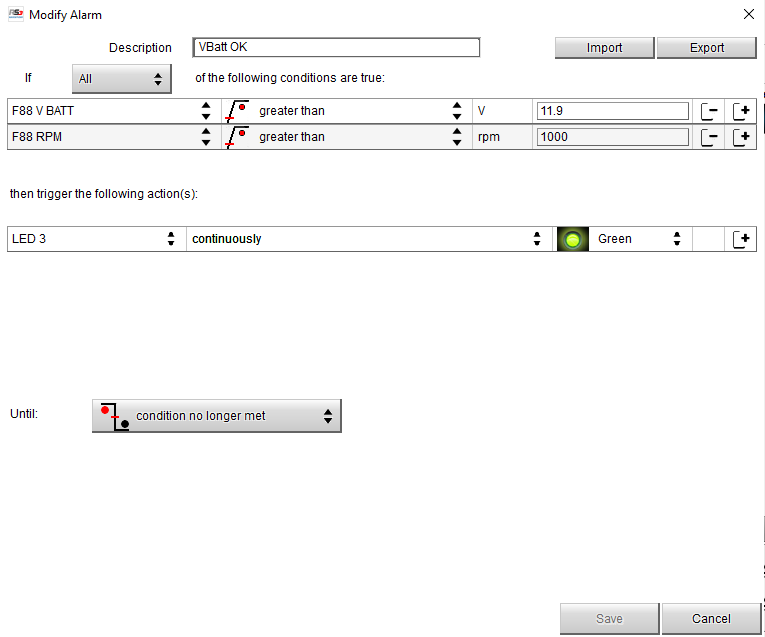 Modify Alarm
Description VBatt OK Import Export
If All of the following conditions are true:
F88 V BATT greater than V 11.9
F88 RPM greater than rpm 1000
then trigger the following action(s):
LED 3 continuously Green
Until: condition no longer met
Save Cancel